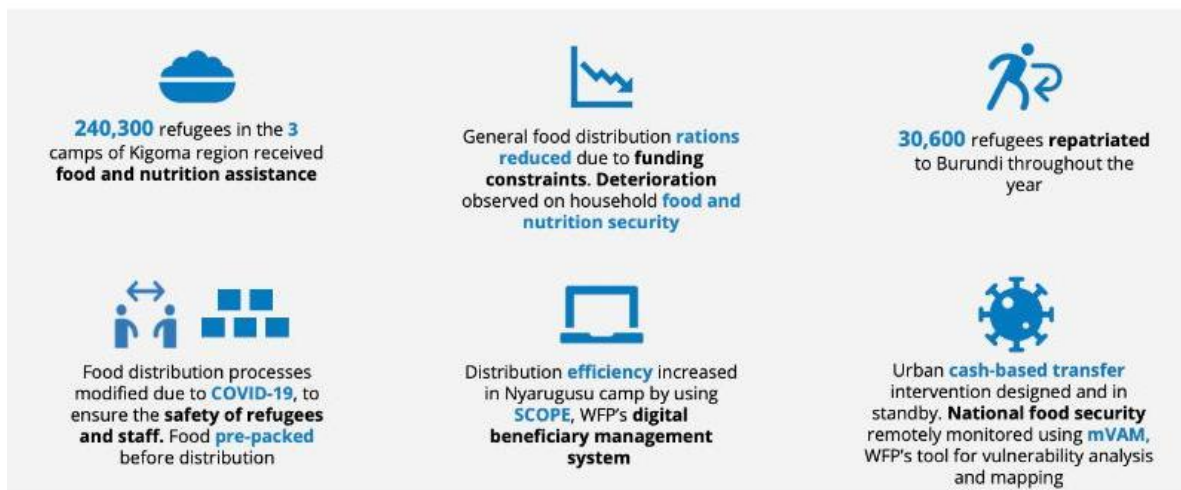 240,300 refugees in the 3
camps of Kigoma region received
food and nutrition assistance
General food distribution rations
reduced due to funding
constraints. Deterioration
observed on household food and
nutrition security
30,600 refugees repatriated
to Burundi throughout the
year
Food distribution processes
modified due to COVID-19, to
ensure the safety of refugees
and staff. Food pre-packed
before distribution
Distribution efficiency increased
in Nyarugusu camp by using
SCOPE, WFP's digital
beneficiary management
system
Urban cash-based transfer
intervention designed and in
standby. National food security
remotely monitored using mVAM,
WFP's tool for vulnerability analysis
and mapping